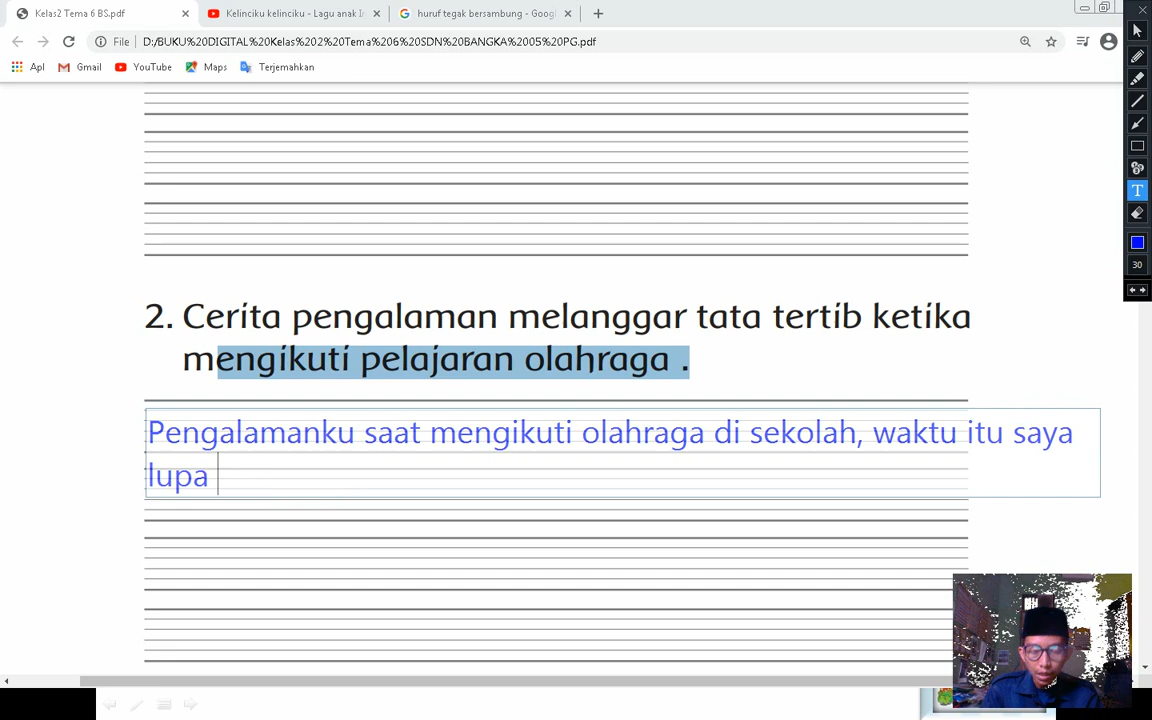 Kelas2 Tema 6 BS.pdf
Kelinciku kelinciku - Lagu anak I
huruf tegak bersambung - Goog
File
D:/BUKU%20DIGITAL%20Kelas%202%20Tema%206%20SDN%20BANGKA%2005%20PG.pdf
Apl
Gmail
YouTube
Maps
Terjemahkan
T
30
2. Cerita pengalaman melanggar tata tertib ketika
mengikuti pelajaran olahraga .
Pengalamanku saat mengikuti olahraga di sekolah, waktu itu saya
lupa